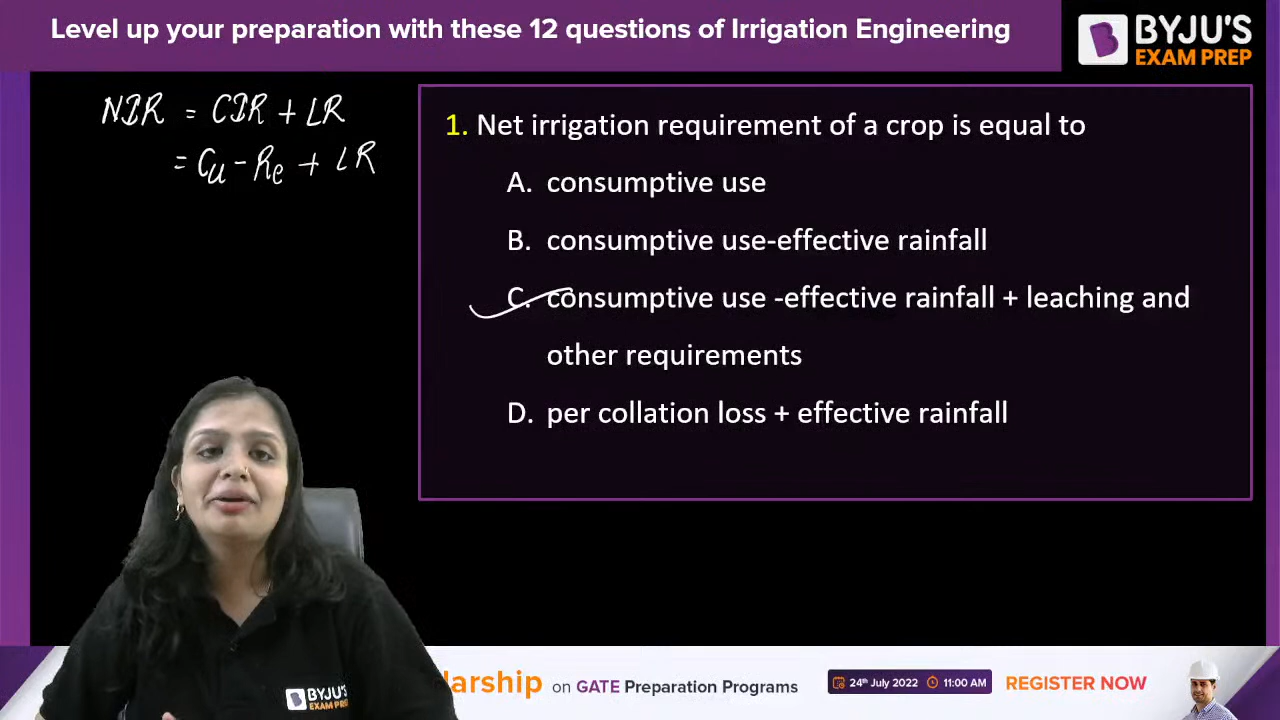 Level up your preparation with these 12 questions of Irrigation Engineering
BYJU'S
EXAM PREP
NIR = CIR + LR
= Cu - Re + LR
1. Net irrigation requirement of a crop is equal to
A. consumptive use
B. consumptive use-effective rainfall
C. consumptive use -effective rainfall + leaching and
other requirements
D. per collation loss + effective rainfall
BYJU'S
EXAM PREP
on GATE Preparation Programs
24th July 2022
11:00 AM
REGISTER NOW